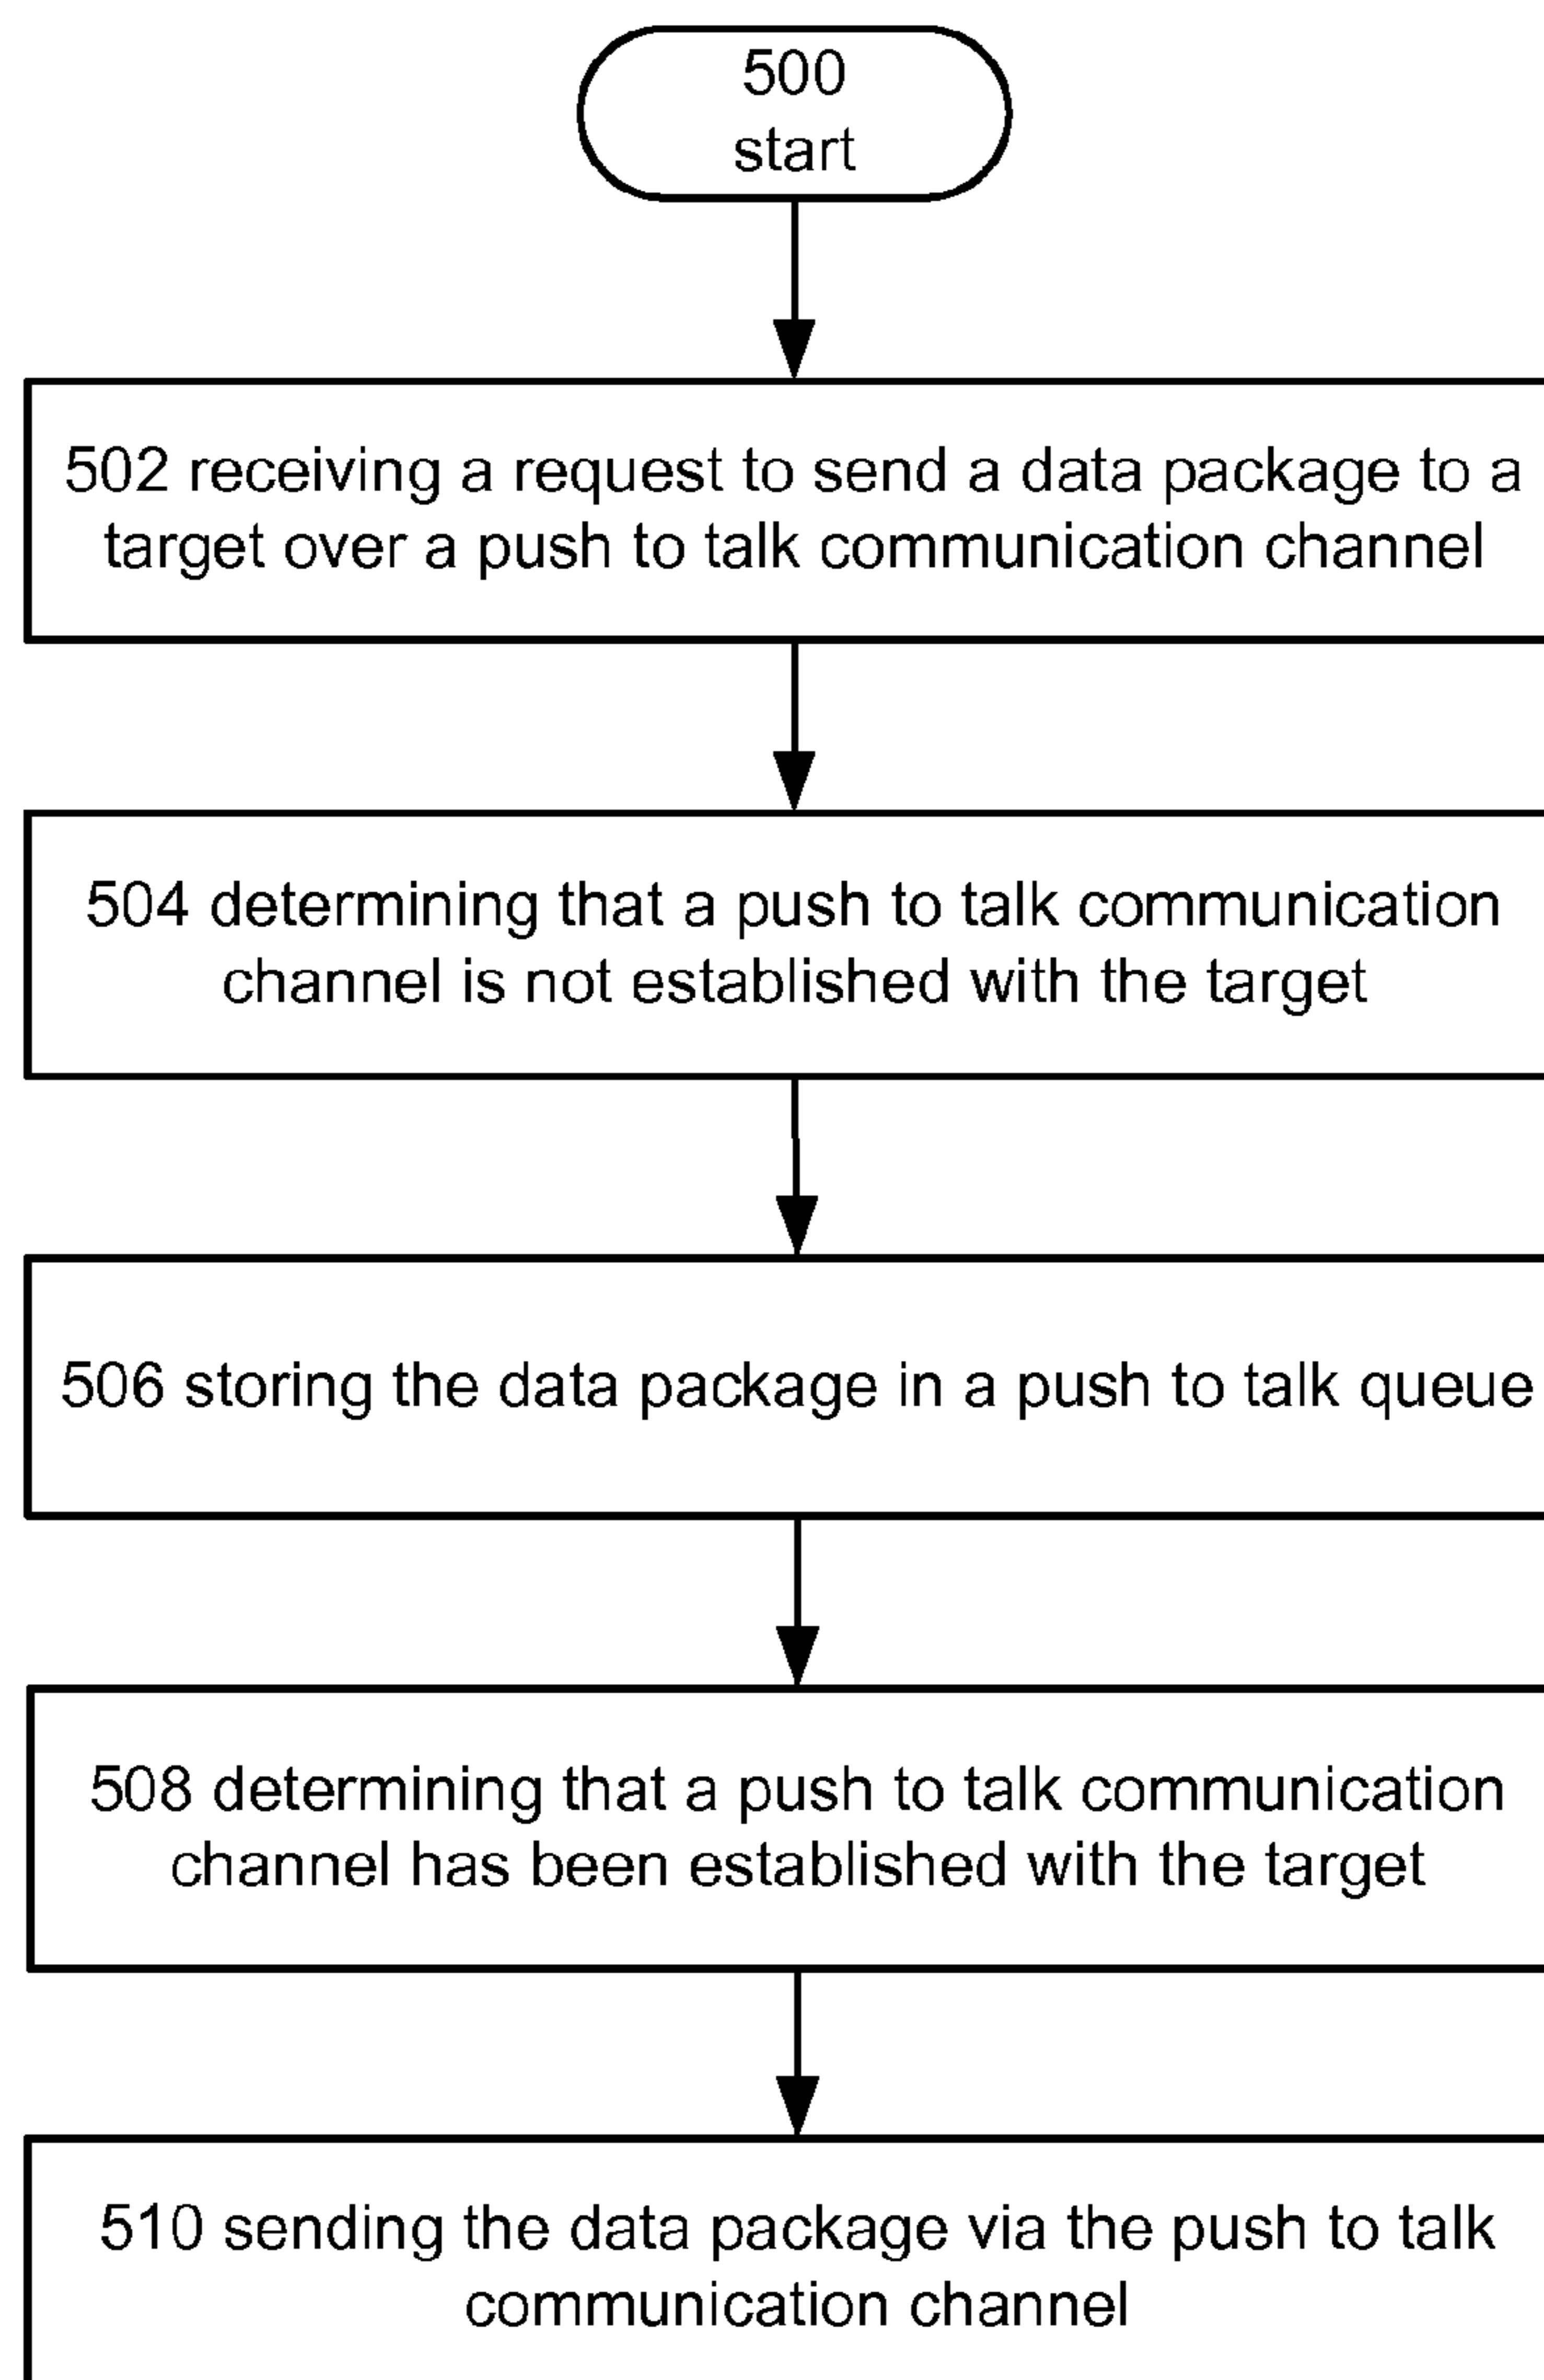 500
start
502 receiving a request to send a data package to a
target over a push to talk communication channel
504 determining that a push to talk communication
channel is not established with the target
506 storing the data package in a push to talk queue
508 determining that a push to talk communication
channel has been established with the target
510 sending the data package via the push to talk
communication channel